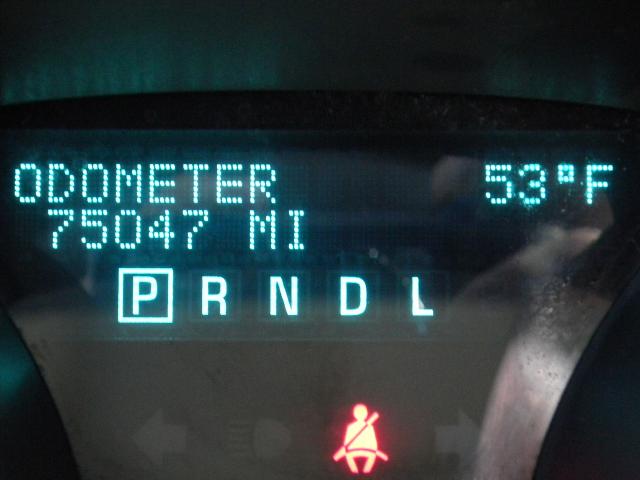 ODOMETER 53°F
75047 MI
P R N D L